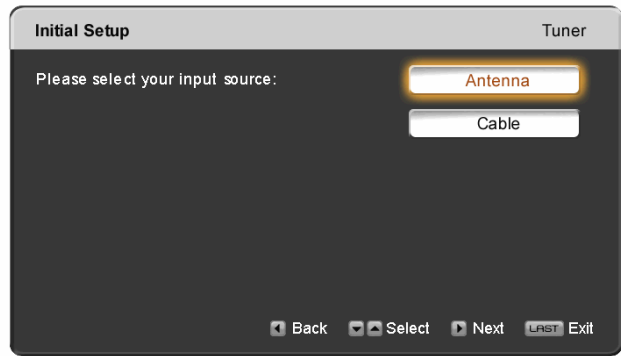 Initial Setup Tuner
Please select your input source: Antenna
Cable
Back Select Next LAST Exit